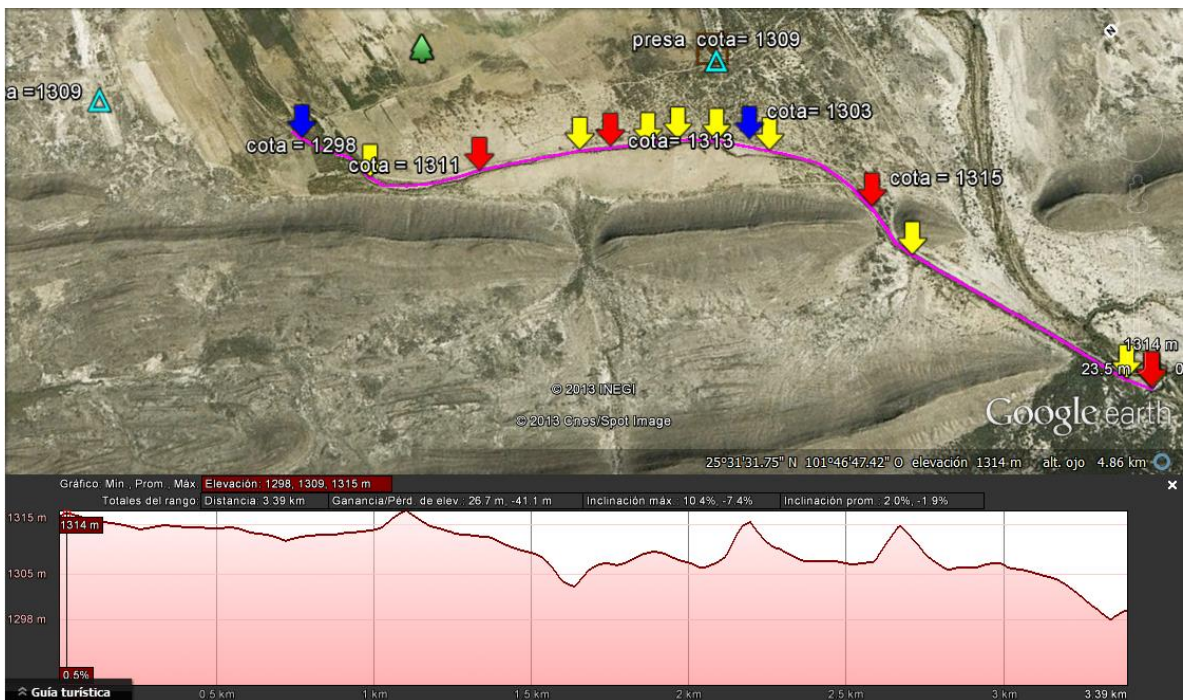 presa cota= 1309
a =1309
cota= 1303
cota = 1298
cota= 1313
cota = 1311
cota = 1315
1314 m
23.5 m
0
© 2013 INEGI
© 2013 Cnes/Spot Image
Google earth
25°31'31.75" N 101°46'47.42" O elevación 1314 m alt. ojo 4.86 km
Gráfico: Mín., Prom., Máx. Elevación: 1298, 1309, 1315 m
Totales del rango: Distancia: 3.39 km Ganancia/Pérd. de elev.: 26.7 m, -41.1 m Inclinación máx.: 10.4%, -7.4% Inclinación prom.: 2.0%, -1.9%
1315 m
1314 m
1305 m
1298 m
0.5%
Guía turística
0.5 km 1 km 1.5 km 2 km 2.5 km 3 km 3.39 km